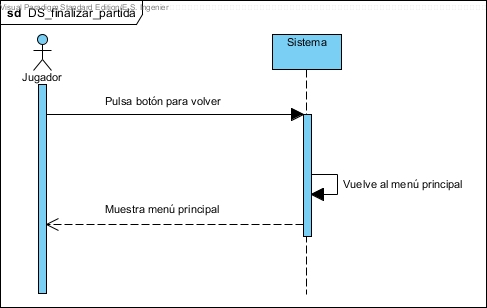 Visual Paradigm Standard Edition(E.S. Ingenier
sd DS_finalizar_partida
Sistema
Jugador
Pulsa botón para volver
Vuelve al menú principal
Muestra menú principal